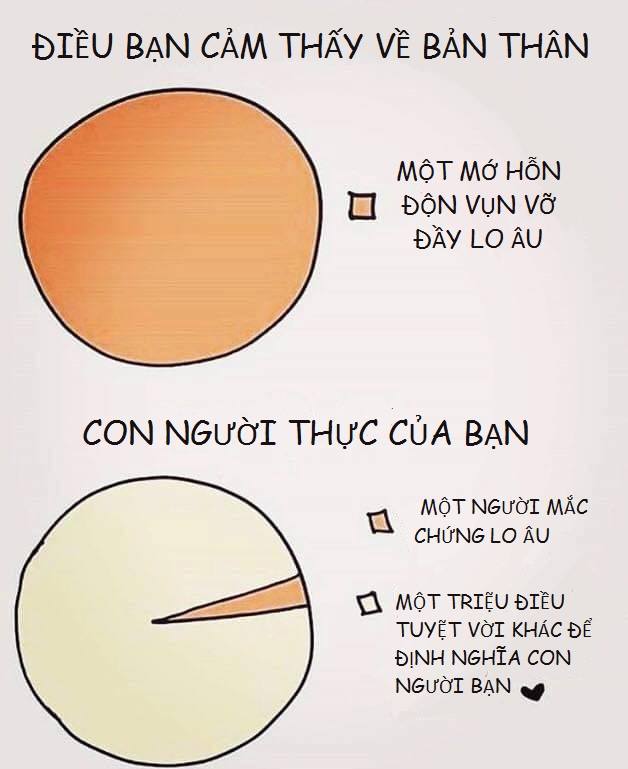 ĐIỀU BẠN CẢM THẤY VỀ BẢN THÂN
MỘT MỚ HỖN
ĐỘN VỤN VỠ
ĐẦY LO ÂU
CON NGƯỜI THỰC CỦA BẠN
MỘT NGƯỜI MẮC
CHỨNG LO ÂU
MỘT TRIỆU ĐIỀU
TUYỆT VỜI KHÁC ĐỂ
ĐỊNH NGHĨA CON
NGƯỜI BẠN